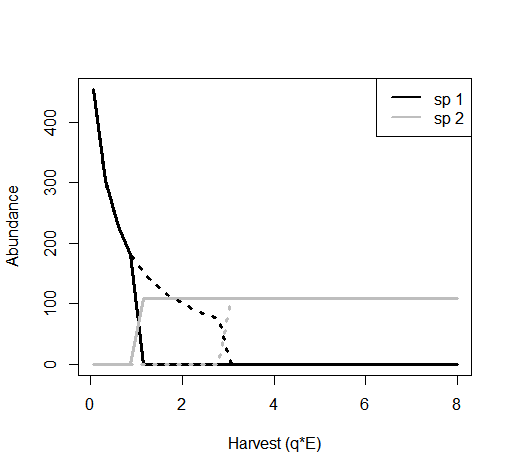 sp 1
sp 2
400
300
200
100
0
Abundance
0 2 4 6 8
Harvest (q*E)